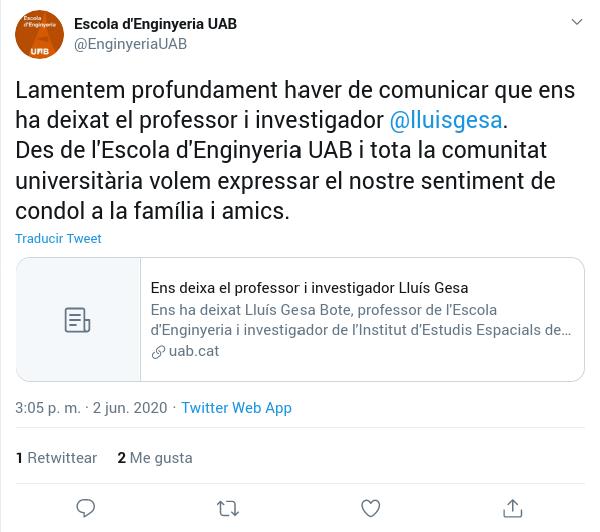 Escola d'Enginyeria
UAB
Escola d'Enginyeria UAB
@EnginyeriaUAB
Lamentem profundament haver de comunicar que ens
ha deixat el professor i investigador @lluisgesa.
Des de l'Escola d'Enginyeria UAB i tota la comunitat
universitària volem expressar el nostre sentiment de
condol a la família i amics.
Traducir Tweet
Ens deixa el professor i investigador Lluís Gesa
Ens ha deixat Lluís Gesa Bote, professor de l'Escola
d'Enginyeria i investigador de l'Institut d'Estudis Espacials de...
uab.cat
3:05 p. m. · 2 jun. 2020 · Twitter Web App
1 Retwittear 2 Me gusta